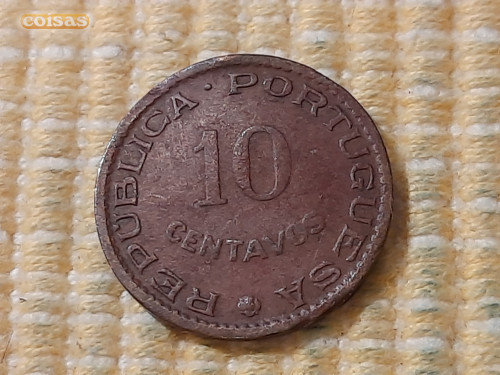 coisas
REPUBLICA · PORTUGUESA
10
CENTAVOS